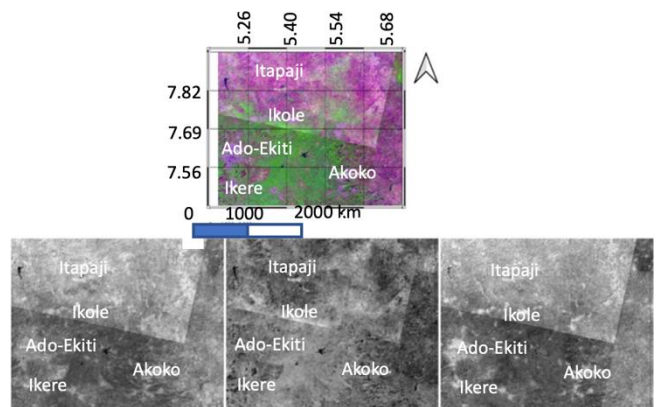 5.26 5.40 5.54 5.68
Itapaji
7.82
Ikole
7.69
Ado-Ekiti
7.56
Akoko
Ikere
0 1000 2000 km
Itapaji
Ikole
Ado-Ekiti
Akoko
Ikere
Itapaji
Ikole
Ado-Ekiti
Akoko
Ikere
Itapaji
Ikole
Ado-Ekiti
Akoko
Ikere